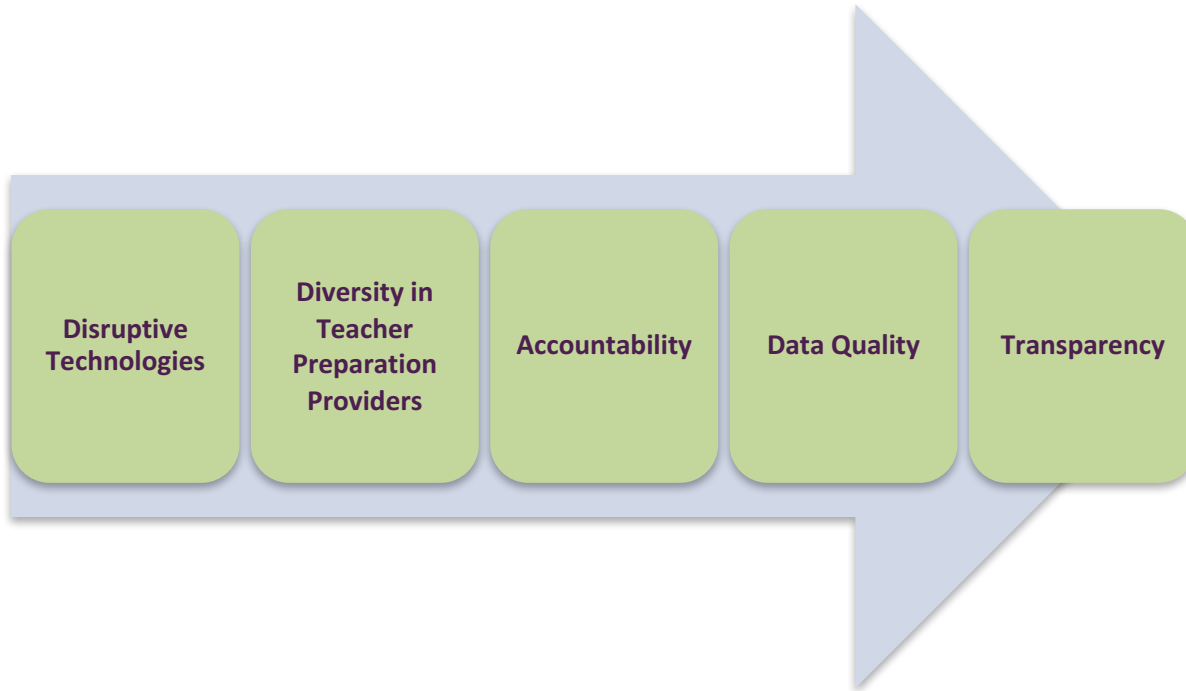 Disruptive
Technologies
Diversity in
Teacher
Preparation
Providers
Accountability
Data Quality
Transparency